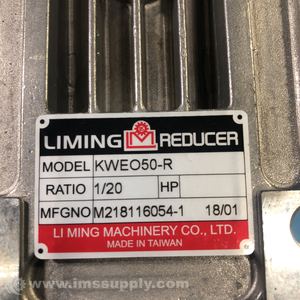 LIMING M REDUCER
MODEL KWEO50-R
RATIO 1/20 HP
MFGNO M218116054-1 18/01
LI MING MACHINERY CO., LTD.
MADE IN TAIWAN
© www.imssupply.com